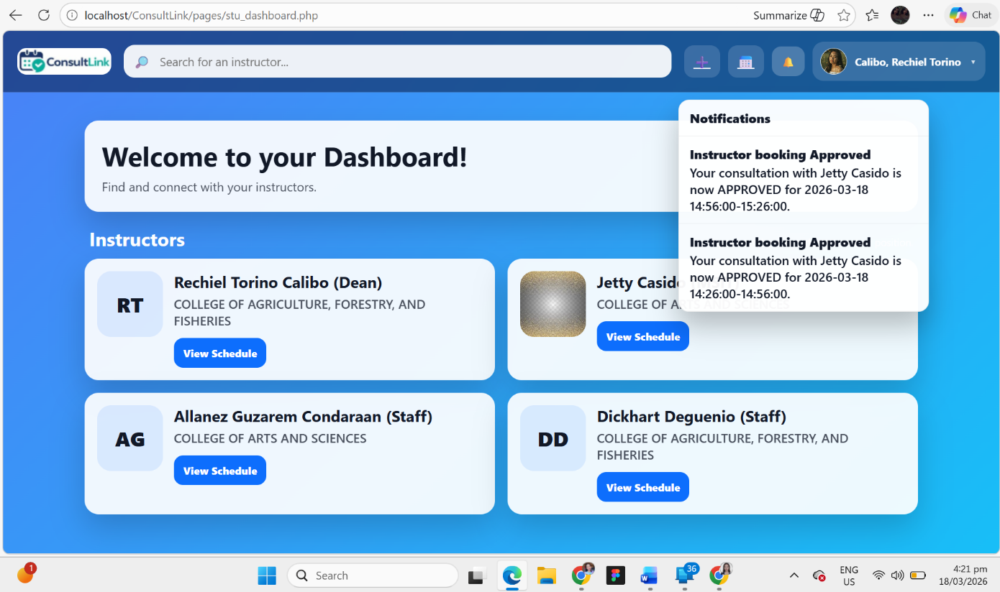 localhost/ConsultLink/pages/stu_dashboard.php
Summarize
Chat
ConsultLink
Search for an instructor...
Calibo, Rechiel Torino
Notifications
Instructor booking Approved
Your consultation with Jetty Casido is
now APPROVED for 2026-03-18
14:56:00-15:26:00.
Instructor booking Approved
Your consultation with Jetty Casido is
now APPROVED for 2026-03-18
14:26:00-14:56:00.
Welcome to your Dashboard!
Find and connect with your instructors.
Instructors
RT
Rechiel Torino Calibo (Dean)
COLLEGE OF AGRICULTURE, FORESTRY, AND
FISHERIES
View Schedule
Jetty Casido
COLLEGE OF ARTS AND SCIENCES
View Schedule
AG
Allanez Guzarem Condaraan (Staff)
COLLEGE OF ARTS AND SCIENCES
View Schedule
DD
Dickhart Deguenio (Staff)
COLLEGE OF AGRICULTURE, FORESTRY, AND
FISHERIES
View Schedule
1
Search
36
ENG
US
4:21 pm
18/03/2026